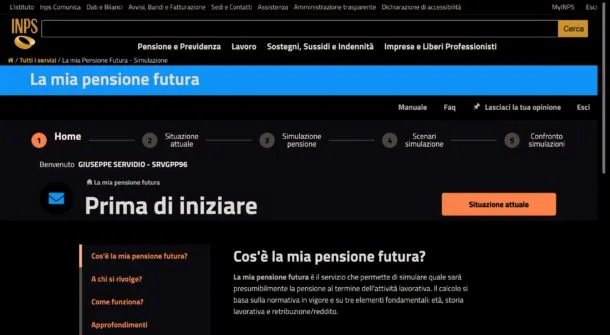 L'istituto Inps Comunica Dati e Bilanci Avvisi, Bandi e Fatturazione Sedi e Contatti Assistenza Amministrazione trasparente Dichiarazione di accessibilità MyINPS Esci
INPS
Cerca
Pensione e Previdenza Lavoro Sostegni, Sussidi e Indennità Imprese e Liberi Professionisti
/ Tutti i servizi / La mia Pensione Futura - Simulazione
La mia pensione futura
Manuale Faq Lasciaci la tua opinione Esci
1 Home 2 Situazione attuale 3 Simulazione pensione 4 Scenari simulazione 5 Confronto simulazioni
Benvenuto GIUSEPPE SERVIDIO - SRVGPP96
La mia pensione futura
Prima di iniziare
Situazione attuale
Cos'è la mia pensione futura?
A chi si rivolge?
Come funziona?
Approfondimenti
Cos'è la mia pensione futura?
La mia pensione futura è il servizio che permette di simulare quale sarà
presumibilmente la pensione al termine dell'attività lavorativa. Il calcolo si
basa sulla normativa in vigore e su tre elementi fondamentali: età, storia
lavorativa e retribuzione/reddito.